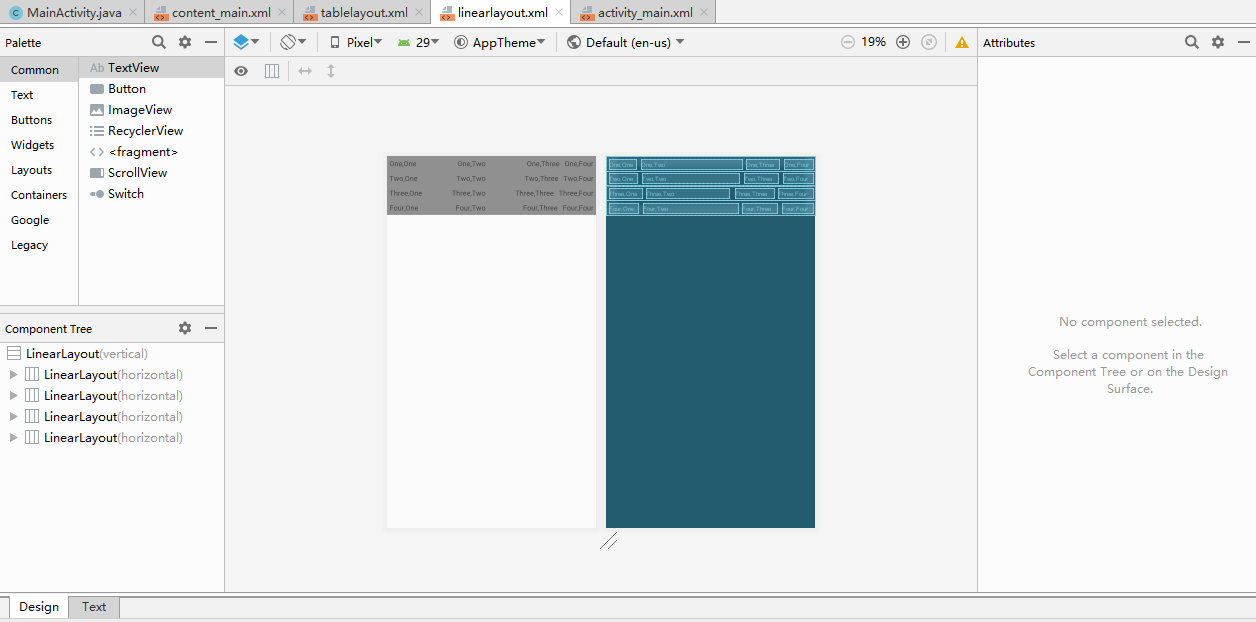 MainActivity.java content_main.xml tablelayout.xml linearlayout.xml activity_main.xml
Palette Pixel 29 AppTheme Default (en-us) 19% Attributes
Common Ab TextView
Text Button
Buttons ImageView
Widgets RecyclerView
Layouts <fragment>
Containers ScrollView
Google Switch
Legacy
Component Tree
LinearLayout(vertical)
LinearLayout(horizontal)
LinearLayout(horizontal)
LinearLayout(horizontal)
LinearLayout(horizontal)
One,One One,Two One,Three One,Four
Two,One Two,Two Two,Three Two,Four
Three,One Three,Two Three,Three Three,Four
Four,One Four,Two Four,Three Four,Four
One,One One,Two One,Three One,Four
Two,One Two,Two Two,Three Two,Four
Three,One Three,Two Three,Three Three,Four
Four,One Four,Two Four,Three Four,Four
No component selected.
Select a component in the
Component Tree or on the Design
Surface.
Design Text